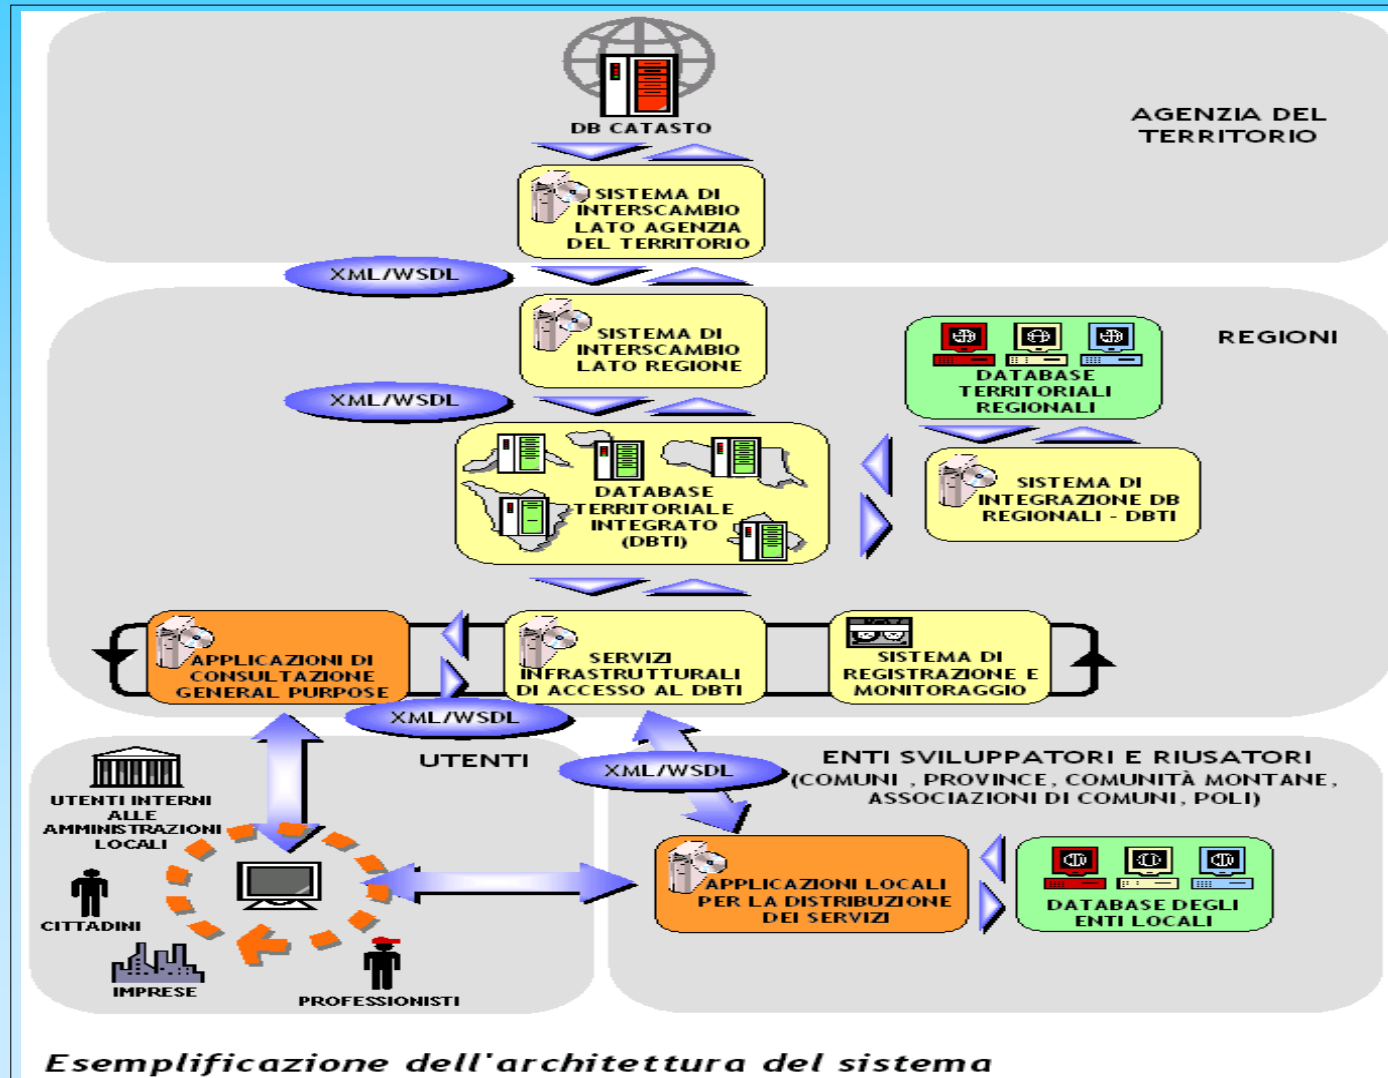 DB CATASTO
AGENZIA DEL
TERRITORIO
SISTEMA DI
INTERSCAMBIO
LATO AGENZIA
DEL TERRITORIO
XML/WSDL
SISTEMA DI
INTERSCAMBIO
LATO REGIONE
REGIONI
DATABASE
TERRITORIALI
REGIONALI
XML/WSDL
DATABASE
TERRITORIALE
INTEGRATO
(DBTI)
SISTEMA DI
INTEGRAZIONE DB
REGIONALI - DBTI
APPLICAZIONI DI
CONSULTAZIONE
GENERAL PURPOSE
SERVIZI
INFRASTRUTTURALI
DI ACCESSO AL DBTI
SISTEMA DI
REGISTRAZIONE E
MONITORAGGIO
XML/WSDL
UTENTI
XML/WSDL
ENTI SVILUPPATORI E RIUSATORI
(COMUNI , PROVINCE, COMUNITÀ MONTANE,
ASSOCIAZIONI DI COMUNI, POLI)
UTENTI INTERNI
ALLE
AMMINISTRAZIONI
LOCALI
CITTADINI
IMPRESE
PROFESSIONISTI
APPLICAZIONI LOCALI
PER LA DISTRIBUZIONE
DEI SERVIZI
DATABASE DEGLI
ENTI LOCALI
Esemplificazione dell'architettura del sistema